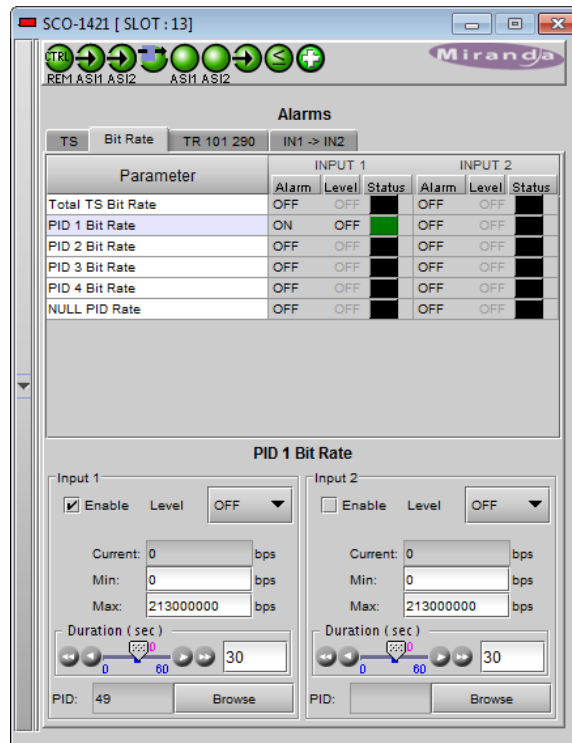 SCO-1421 [ SLOT : 13]
CTRL
REM ASI1 ASI2 ASI1 ASI2
Miranda
Alarms
TS Bit Rate TR 101 290 IN1 -> IN2
Parameter INPUT 1 INPUT 2
Alarm Level Status Alarm Level Status
Total TS Bit Rate OFF OFF OFF OFF
PID 1 Bit Rate ON OFF OFF OFF
PID 2 Bit Rate OFF OFF OFF OFF
PID 3 Bit Rate OFF OFF OFF OFF
PID 4 Bit Rate OFF OFF OFF OFF
NULL PID Rate OFF OFF OFF OFF
PID 1 Bit Rate
Input 1 Input 2
Enable Level OFF Enable Level OFF
Current: 0 bps Current: 0 bps
Min: 0 bps Min: 0 bps
Max: 213000000 bps Max: 213000000 bps
Duration ( sec ) Duration ( sec )
30 30
0 60 0 60
PID: 49 Browse PID: Browse